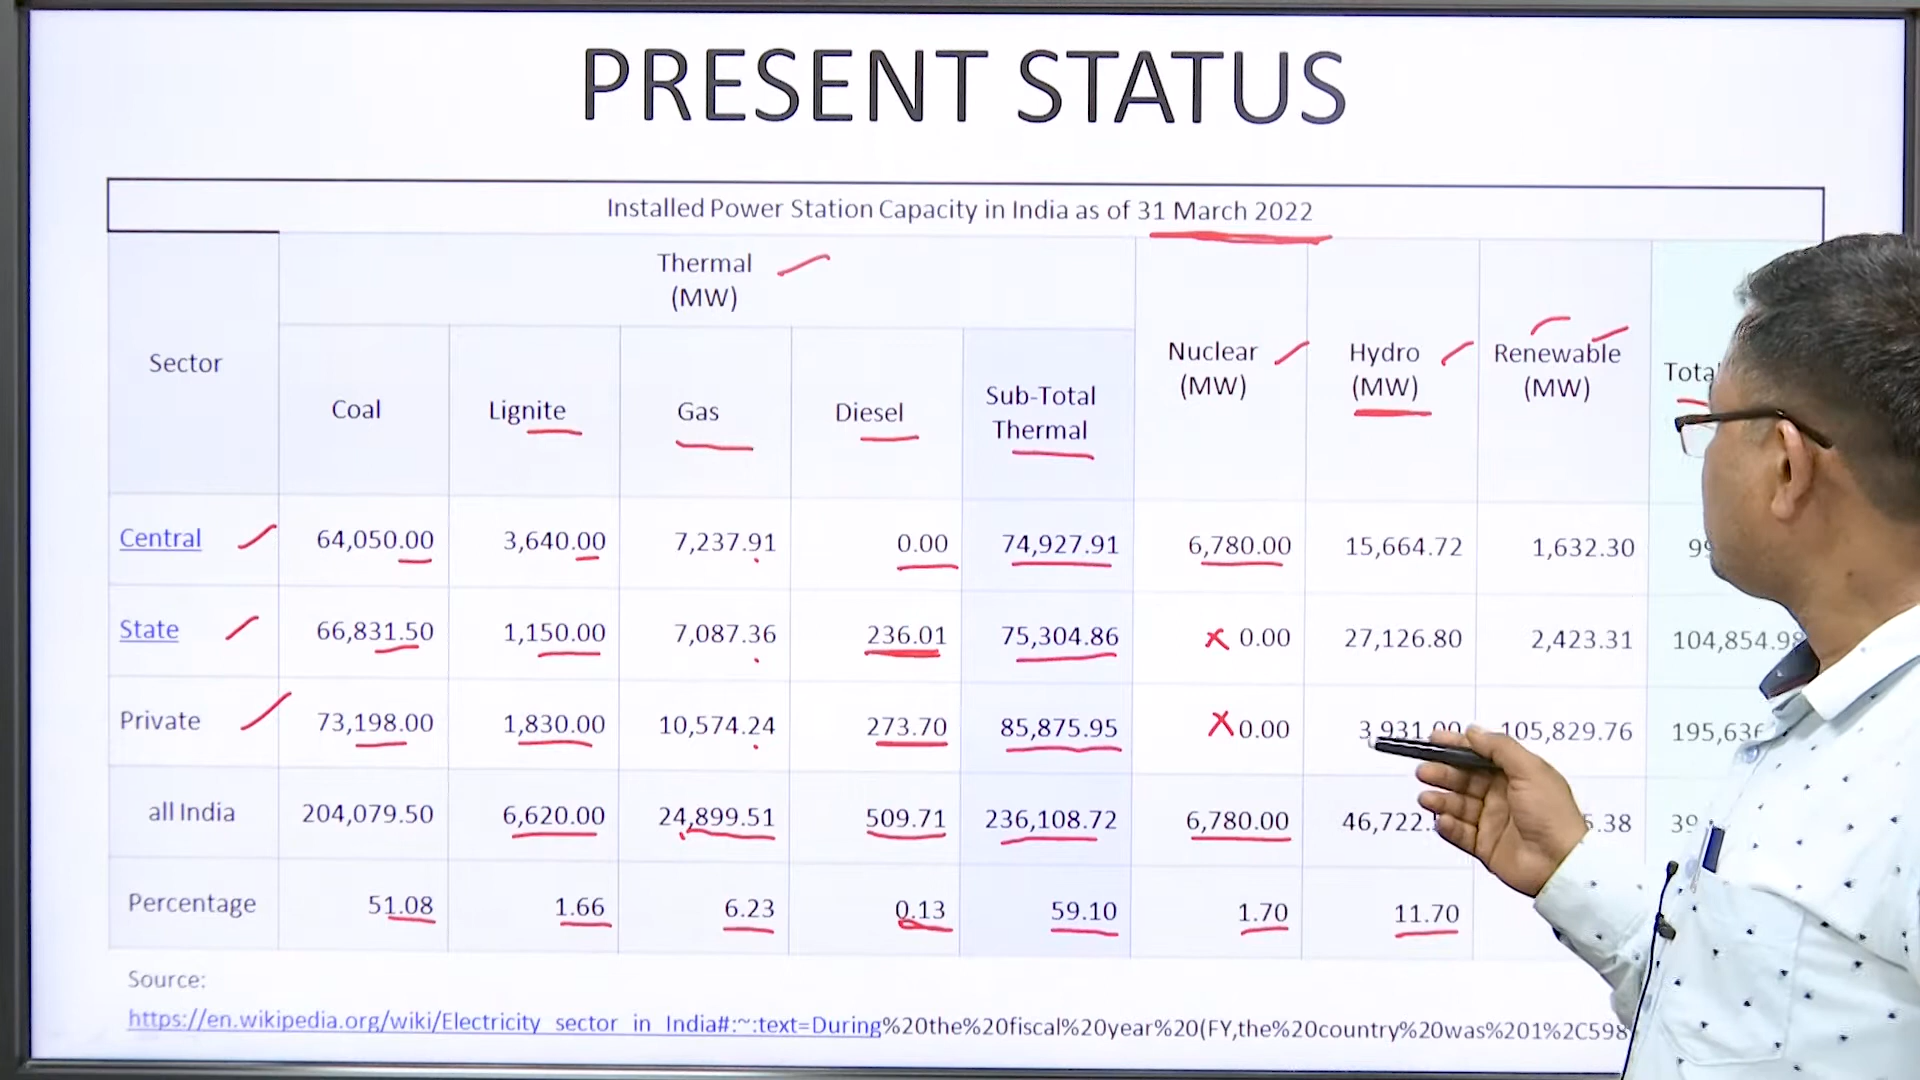 PRESENT STATUS
Installed Power Station Capacity in India as of 31 March 2022
Sector
Thermal
(MW)
Coal
Lignite
Gas
Diesel
Sub-Total
Thermal
Nuclear
(MW)
Hydro
(MW)
Renewable
(MW)
Total
Central 64,050.00 3,640.00 7,237.91 0.00 74,927.91 6,780.00 15,664.72 1,632.30
State 66,831.50 1,150.00 7,087.36 236.01 75,304.86 0.00 27,126.80 2,423.31 104,854.98
Private 73,198.00 1,830.00 10,574.24 273.70 85,875.95 0.00 3,931.00 105,829.76
all India 204,079.50 6,620.00 24,899.51 509.71 236,108.72 6,780.00
Percentage 51.08 1.66 6.23 0.13 59.10 1.70 11.70
Source:
https://en.wikipedia.org/wiki/Electricity_sector_in_India#:~:text=During%20the%20fiscal%20year%20(FY,the%20country%20was%201%2C598